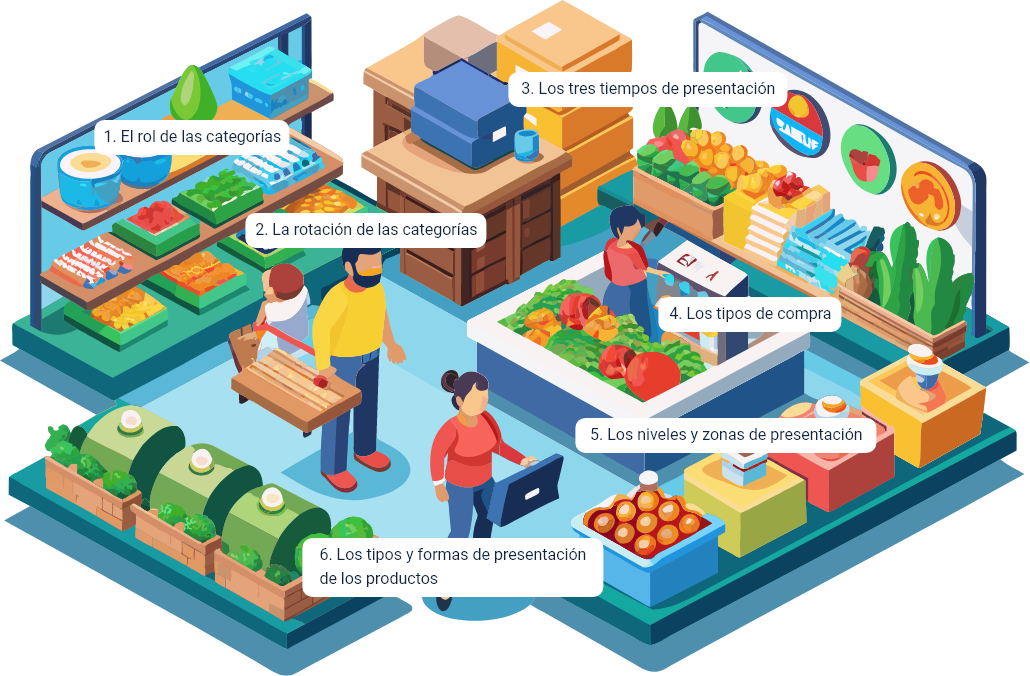 3. Los tres tiempos de presentación
1. El rol de las categorías
2. La rotación de las categorías
4. Los tipos de compra
5. Los niveles y zonas de presentación
6. Los tipos y formas de presentación
de los productos